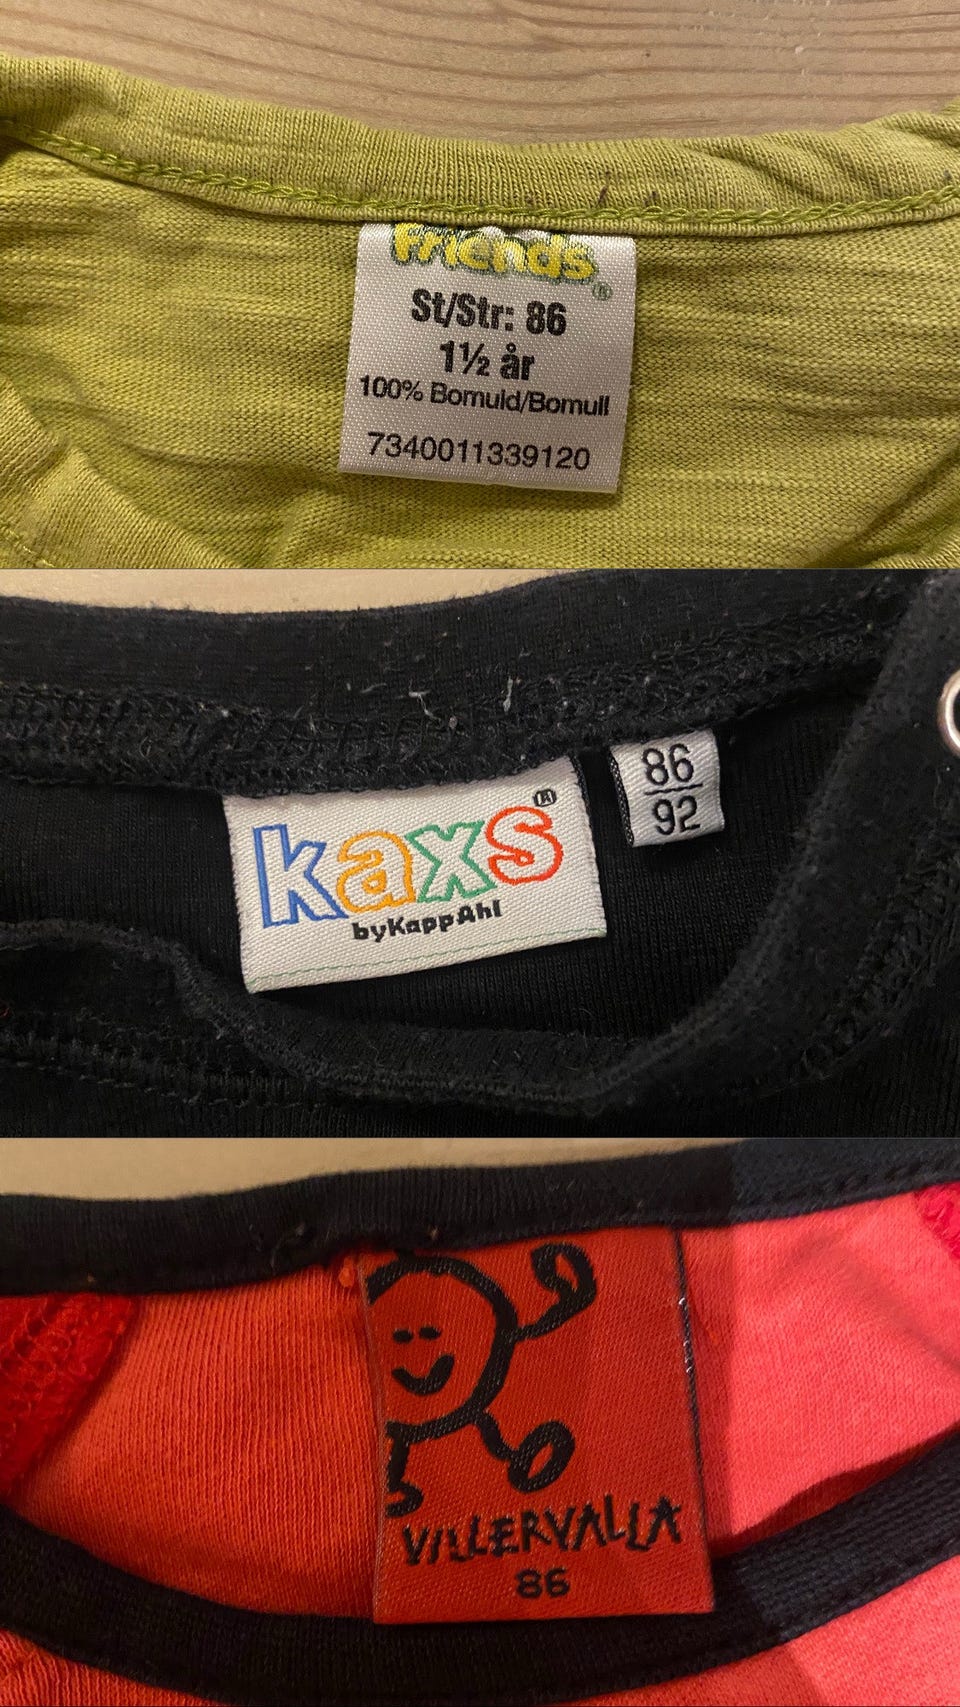 Friends®
St/Str: 86
1½ år
100% Bomuld/Bomull
7340011339120
kaxs®
byKappAhl
86
92
VILLERVALLA
86